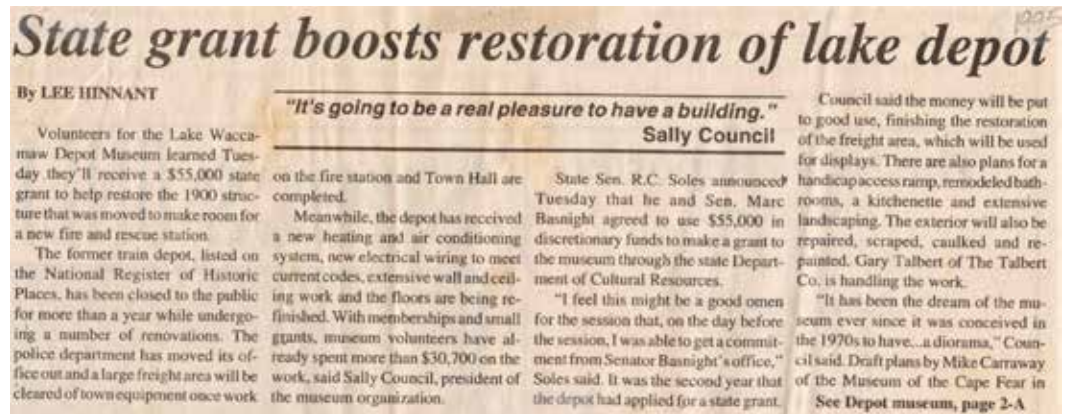 State grant boosts restoration of lake depot
By LEE HINNANT
Volunteers for the Lake Wacca-
maw Depot Museum learned Tues-
day they'll receive a $55,000 state
grant to help restore the 1900 struc-
ture that was moved to make room for
a new fire and rescue station.
The former train depot, listed on
the National Register of Historic
Places, has been closed to the public
for more than a year while undergo-
ing a number of renovations. The
police department has moved its of-
fice out and a large freight area will be
cleared of town equipment once work
"It's going to be a real pleasure to have a building."
Sally Council
on the fire station and Town Hall are
completed.
Meanwhile, the depot has received
a new heating and air conditioning
system, new electrical wiring to meet
current codes, extensive wall and ceil-
ing work and the floors are being re-
finished. With memberships and small
grants, museum volunteers have al-
ready spent more than $30,700 on the
work, said Sally Council, president of
the museum organization.
State Sen. R.C. Soles announced
Tuesday that he and Sen. Marc
Basnight agreed to use $55,000 in
discretionary funds to make a grant to
the museum through the state Depart-
ment of Cultural Resources.
"I feel this might be a good omen
for the session that, on the day before
the session, I was able to get a commit-
ment from Senator Basnight's office,"
Soles said. It was the second year that
the depot had applied for a state grant.
Council said the money will be put
to good use, finishing the restoration
of the freight area, which will be used
for displays. There are also plans for a
handicap access ramp, remodeled bath-
rooms, a kitchenette and extensive
landscaping. The exterior will also be
repaired, scraped, caulked and re-
painted. Gary Talbert of The Talbert
Co. is handling the work.
"It has been the dream of the mu-
seum ever since it was conceived in
the 1970s to have...a diorama," Coun-
cil said. Draft plans by Mike Carraway
of the Museum of the Cape Fear in
See Depot museum, page 2-A